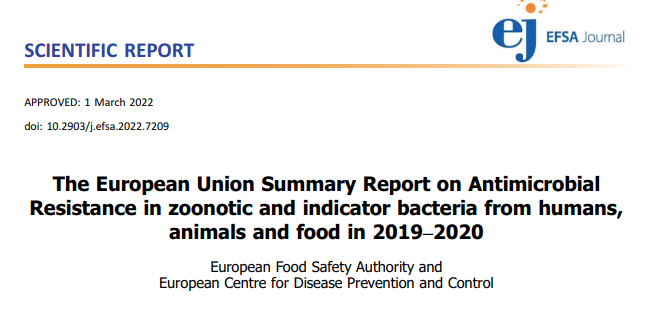 ej EFSA Journal
SCIENTIFIC REPORT
APPROVED: 1 March 2022
doi: 10.2903/j.efsa.2022.7209
The European Union Summary Report on Antimicrobial
Resistance in zoonotic and indicator bacteria from humans,
animals and food in 2019–2020
European Food Safety Authority and
European Centre for Disease Prevention and Control